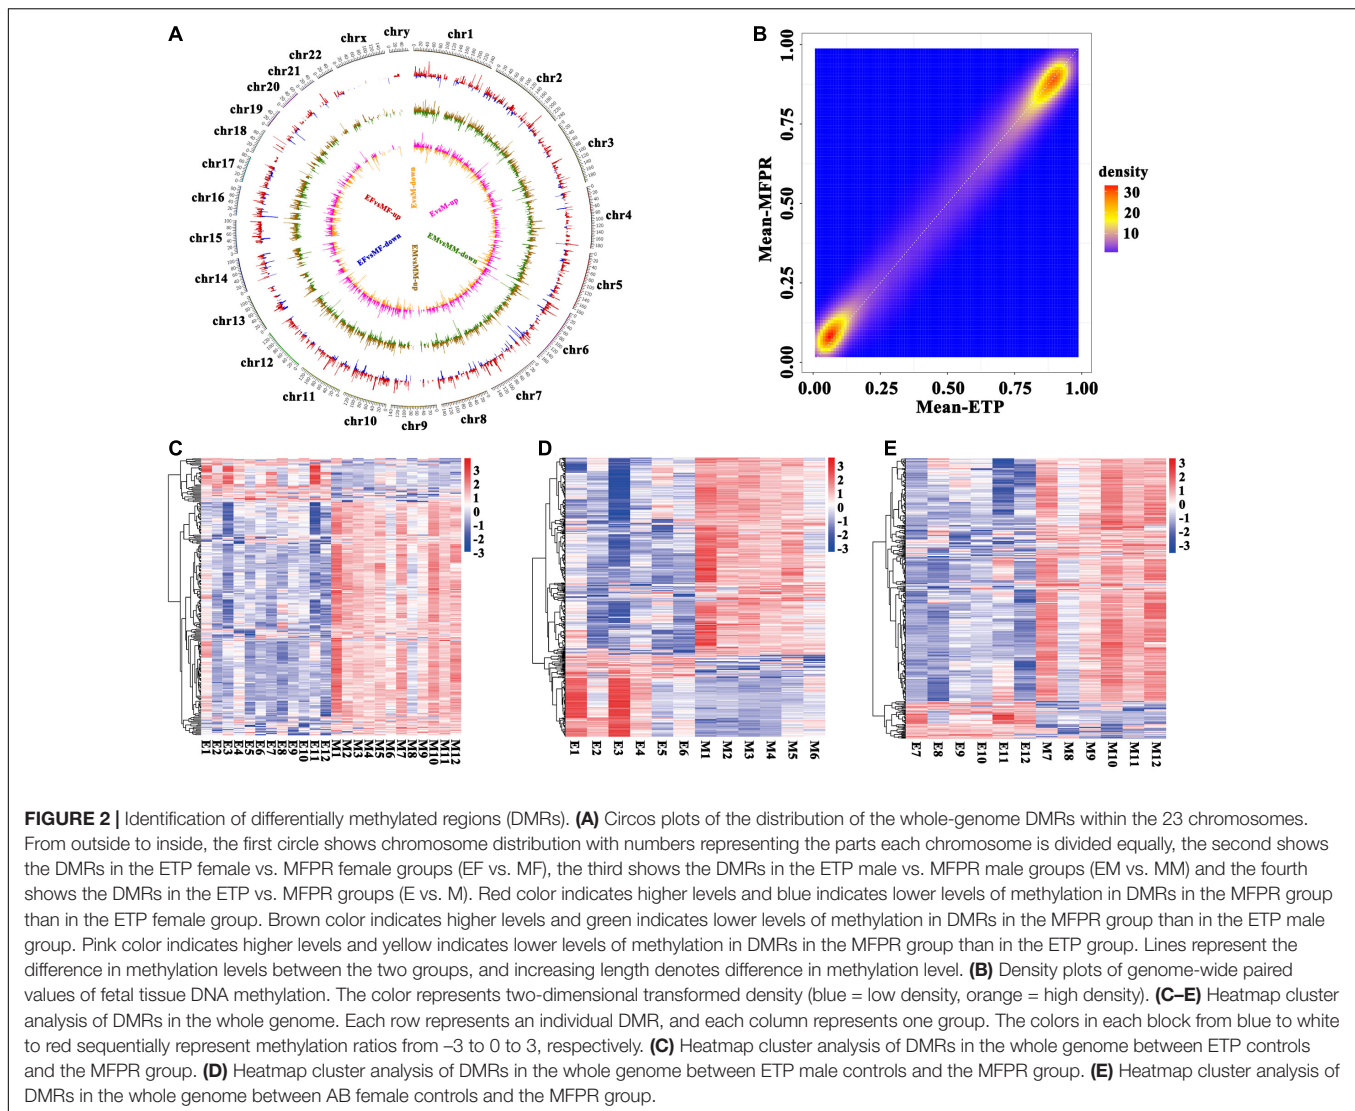 A
chr1
chr2
chr3
chr4
chr5
chr6
chr7
chr8
chr9
chr10
chr11
chr12
chr13
chr14
chr15
chr16
chr17
chr18
chr19
chr20
chr21
chr22
chrx
chry
EvsM-down
EvsM-up
EMvsMM-down
EMvsMM-up
EFvsMF-down
EFvsMF-up
B
Mean-MFPR
1.00
0.75
0.50
0.25
0.00
0.00 0.25 0.50 0.75 1.00
Mean-ETP
density
30
20
10
C
3
2
1
0
-1
-2
-3
E1 E2 E3 E4 E5 E6 E7 E8 E9 E10 E11 E12 M1 M2 M3 M4 M5 M6 M7 M8 M9 M10 M11 M12
D
3
2
1
0
-1
-2
-3
E1 E2 E3 E4 E5 E6 M1 M2 M3 M4 M5 M6
E
3
2
1
0
-1
-2
-3
E7 E8 E9 E10 E11 E12 M7 M8 M9 M10 M11 M12
FIGURE 2 | Identification of differentially methylated regions (DMRs). (A) Circos plots of the distribution of the whole-genome DMRs within the 23 chromosomes.
From outside to inside, the first circle shows chromosome distribution with numbers representing the parts each chromosome is divided equally, the second shows
the DMRs in the ETP female vs. MFPR female groups (EF vs. MF), the third shows the DMRs in the ETP male vs. MFPR male groups (EM vs. MM) and the fourth
shows the DMRs in the ETP vs. MFPR groups (E vs. M). Red color indicates higher levels and blue indicates lower levels of methylation in DMRs in the MFPR group
than in the ETP female group. Brown color indicates higher levels and green indicates lower levels of methylation in DMRs in the MFPR group than in the ETP male
group. Pink color indicates higher levels and yellow indicates lower levels of methylation in DMRs in the MFPR group than in the ETP group. Lines represent the
difference in methylation levels between the two groups, and increasing length denotes difference in methylation level. (B) Density plots of genome-wide paired
values of fetal tissue DNA methylation. The color represents two-dimensional transformed density (blue = low density, orange = high density). (C–E) Heatmap cluster
analysis of DMRs in the whole genome. Each row represents an individual DMR, and each column represents one group. The colors in each block from blue to white
to red sequentially represent methylation ratios from –3 to 0 to 3, respectively. (C) Heatmap cluster analysis of DMRs in the whole genome between ETP controls
and the MFPR group. (D) Heatmap cluster analysis of DMRs in the whole genome between ETP male controls and the MFPR group. (E) Heatmap cluster analysis of
DMRs in the whole genome between AB female controls and the MFPR group.